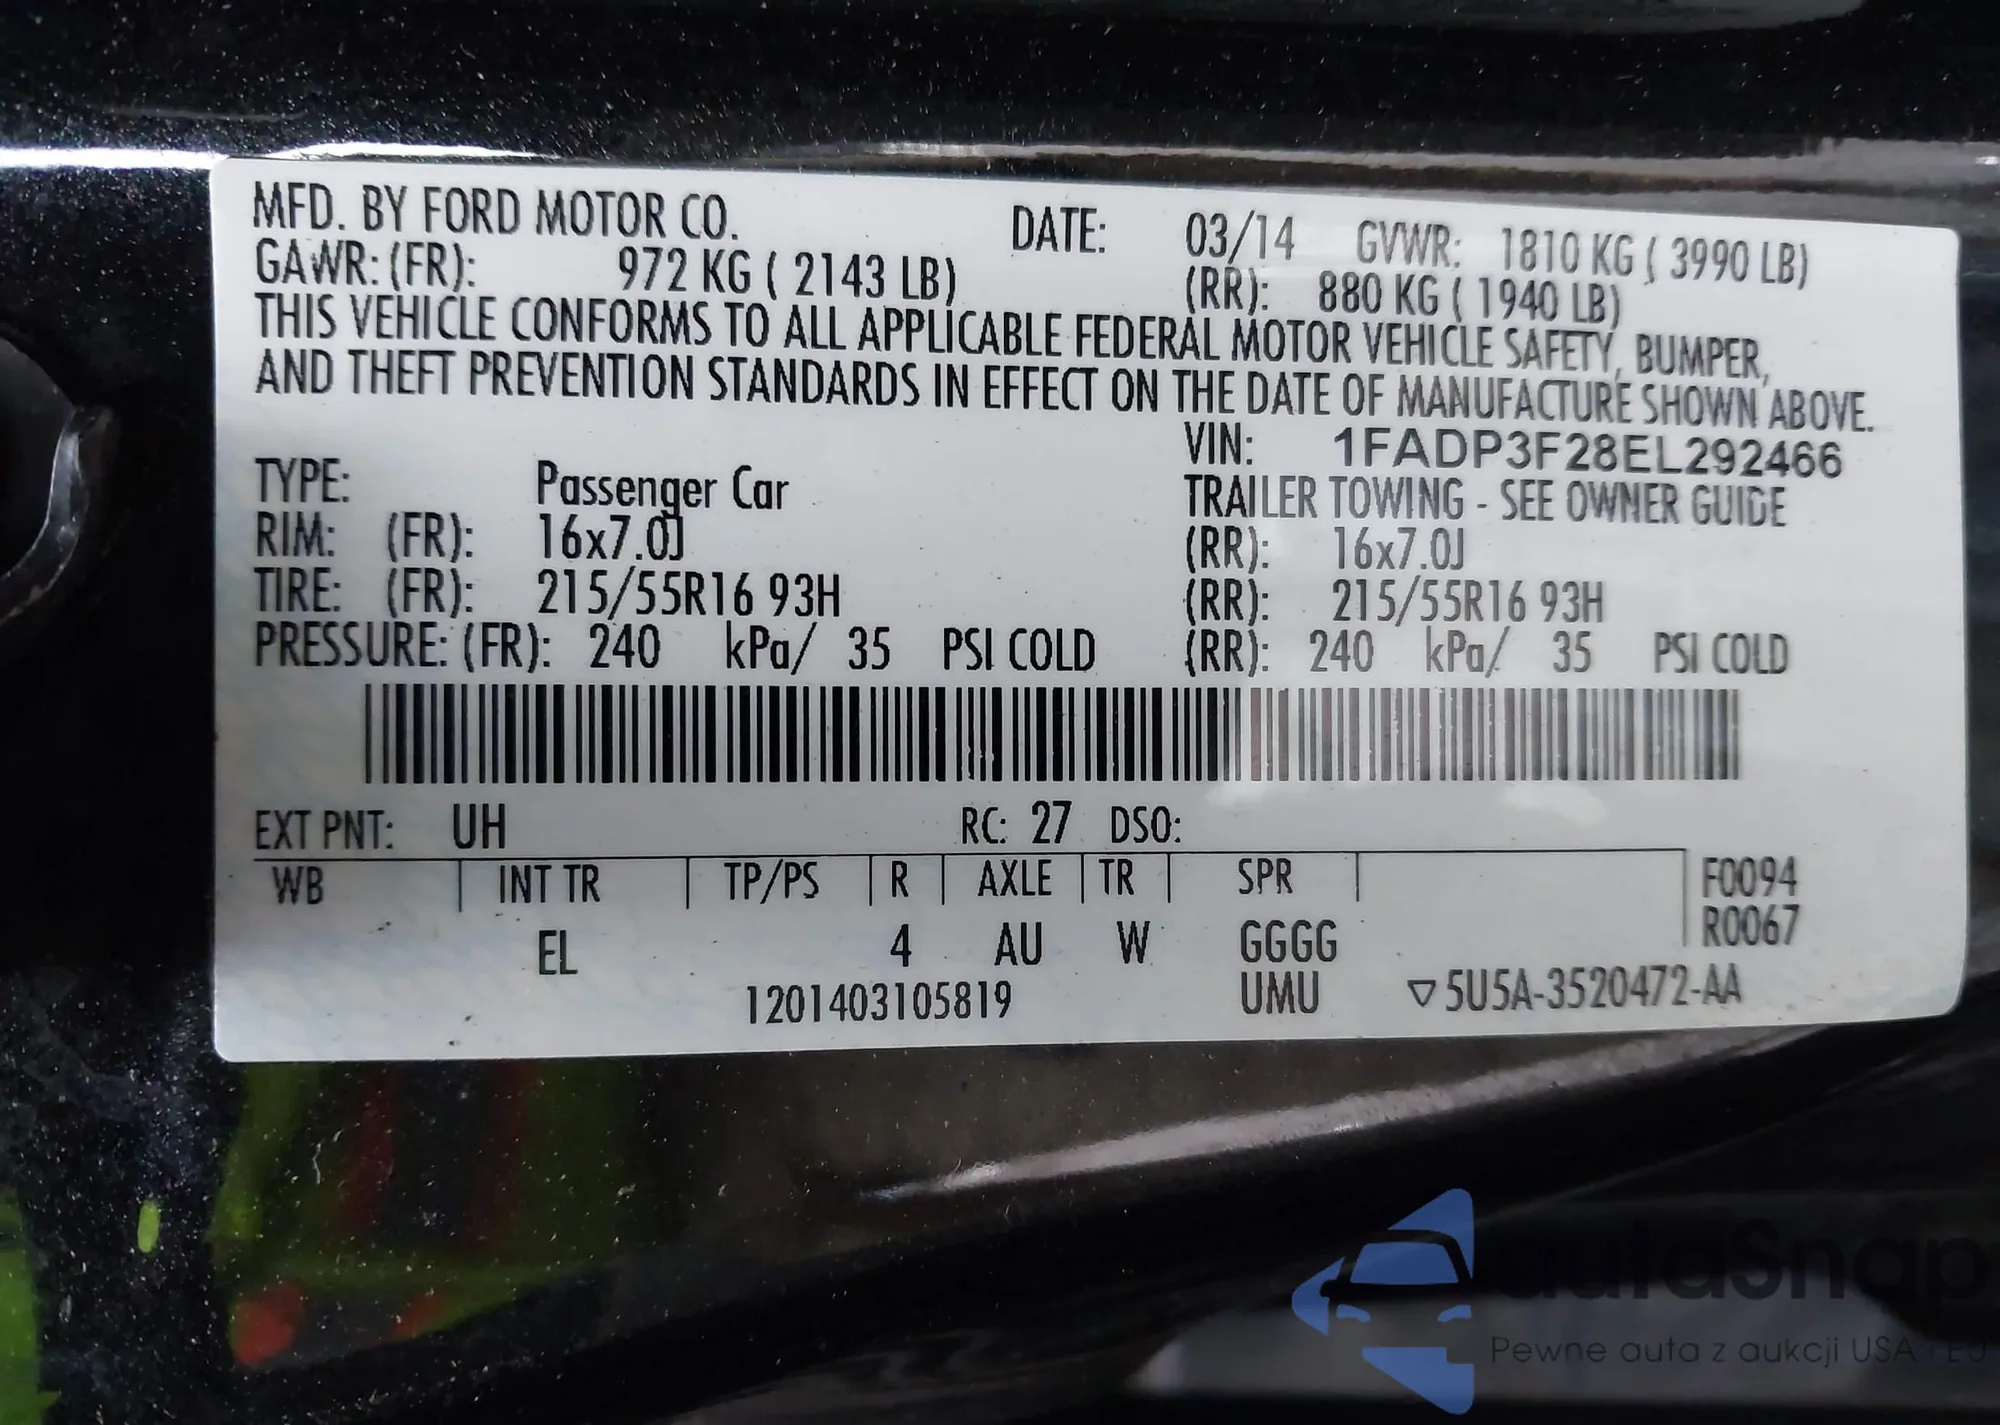 MFD. BY FORD MOTOR CO. DATE: 03/14 GVWR: 1810 KG ( 3990 LB)
GAWR: (FR): 972 KG ( 2143 LB) (RR): 880 KG ( 1940 LB)
THIS VEHICLE CONFORMS TO ALL APPLICABLE FEDERAL MOTOR VEHICLE SAFETY, BUMPER,
AND THEFT PREVENTION STANDARDS IN EFFECT ON THE DATE OF MANUFACTURE SHOWN ABOVE.
VIN: 1FADP3F28EL292466
TYPE: Passenger Car TRAILER TOWING - SEE OWNER GUIDE
RIM: (FR): 16x7.0J (RR): 16x7.0J
TIRE: (FR): 215/55R16 93H (RR): 215/55R16 93H
PRESSURE: (FR): 240 kPa/ 35 PSI COLD (RR): 240 kPa/ 35 PSI COLD
EXT PNT: UH RC: 27 DSO:
WB INT TR TP/PS R AXLE TR SPR F0094
R0067
EL 4 AU W GGGG
1201403105819 UMU ▽5U5A-3520472-AA
autaSnap
Pewne auta z aukcji USA i EU